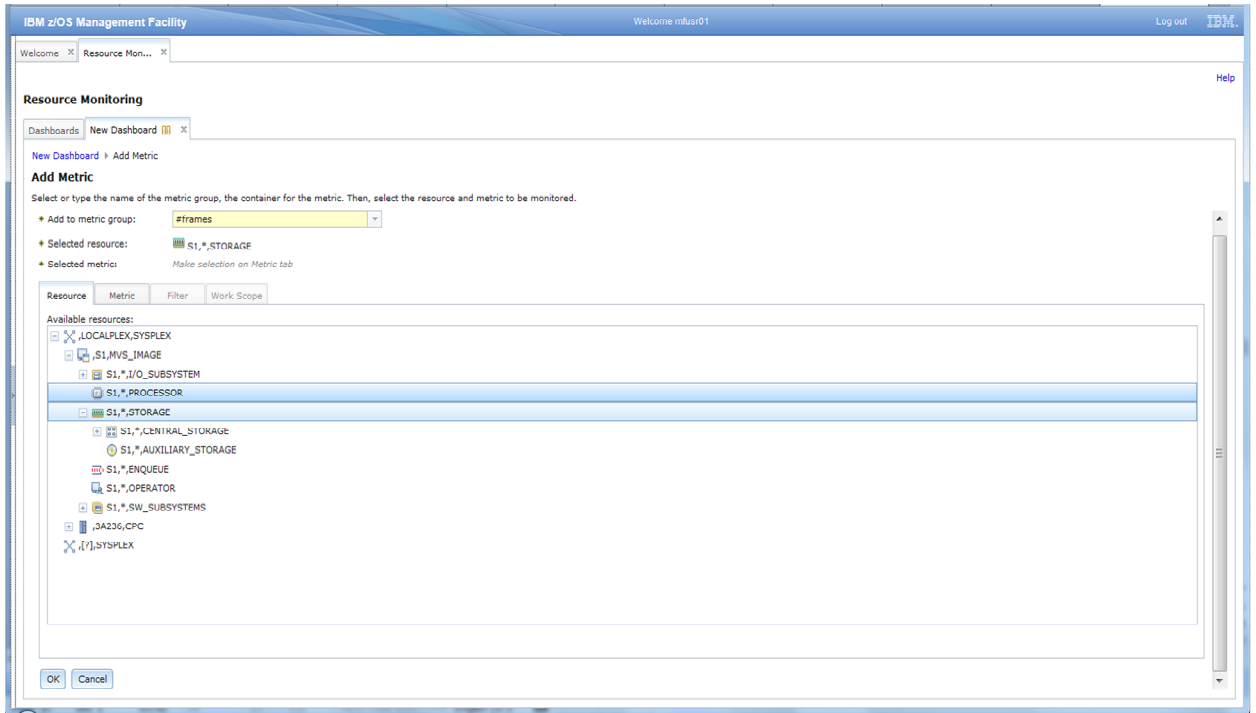 IBM z/OS Management Facility Welcome mfusr01 Log out IBM.
Welcome Resource Mon...
Help
Resource Monitoring
Dashboards New Dashboard
New Dashboard Add Metric
Add Metric
Select or type the name of the metric group, the container for the metric. Then, select the resource and metric to be monitored.
* Add to metric group: #frames
* Selected resource: S1,*,STORAGE
* Selected metric: Make selection on Metric tab
Resource Metric Filter Work Scope
Available resources:
,LOCALPLEX,SYSPLEX
,S1,MVS_IMAGE
S1,*,I/O_SUBSYSTEM
S1,*,PROCESSOR
S1,*,STORAGE
S1,*,CENTRAL_STORAGE
S1,*,AUXILIARY_STORAGE
S1,*,ENQUEUE
S1,*,OPERATOR
S1,*,SW_SUBSYSTEMS
,3A236,CPC
,[?],SYSPLEX
OK Cancel